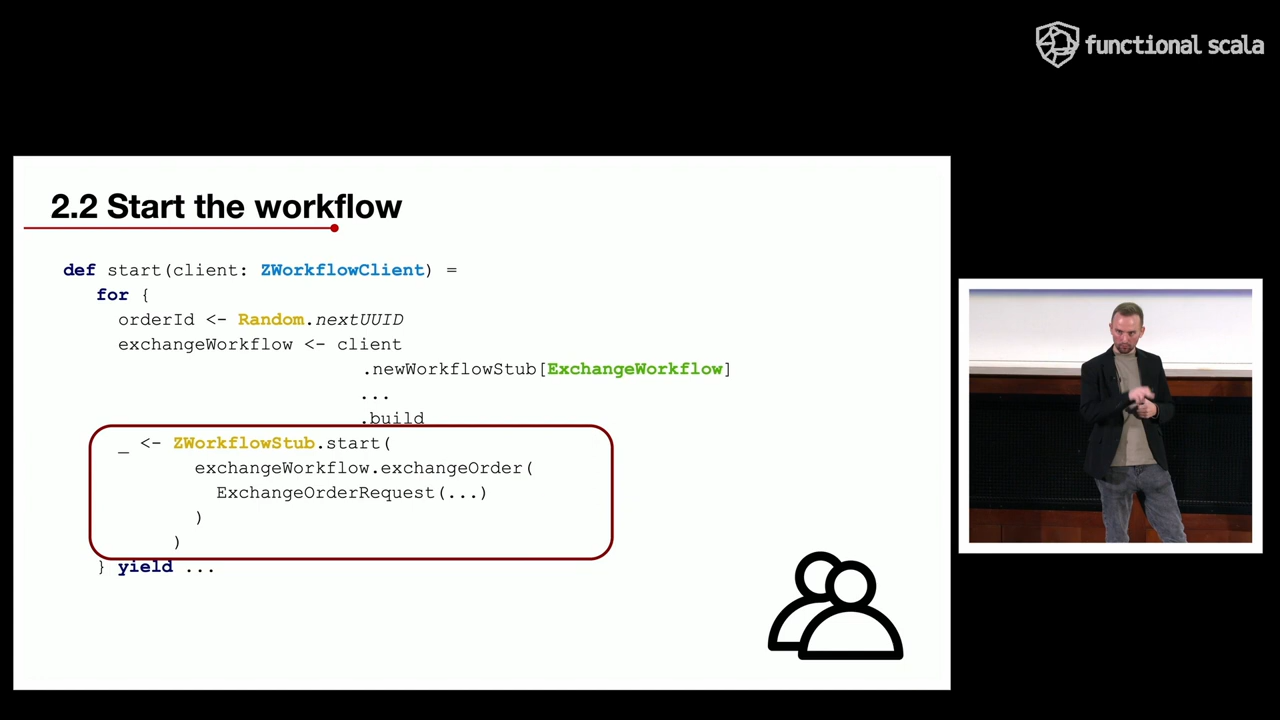 functional scala
2.2 Start the workflow
def start(client: ZWorkflowClient) =
for {
orderId <- Random.nextUUID
exchangeWorkflow <- client
.newWorkflowStub[ExchangeWorkflow]
...
.build
_ <- ZWorkflowStub.start(
exchangeWorkflow.exchangeOrder(
ExchangeOrderRequest(...)
)
)
} yield ...